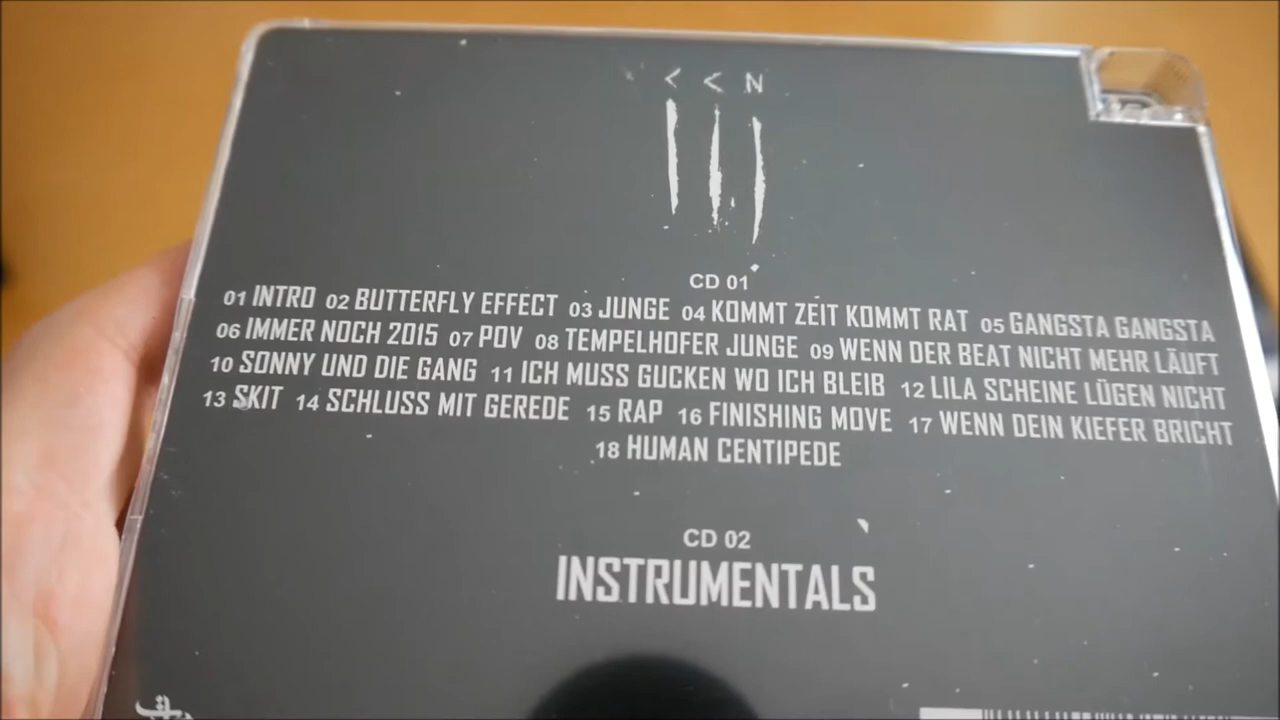 < < N
III
CD 01
01 INTRO 02 BUTTERFLY EFFECT 03 JUNGE 04 KOMMT ZEIT KOMMT RAT 05 GANGSTA GANGSTA
06 IMMER NOCH 2015 07 POV 08 TEMPELHOFER JUNGE 09 WENN DER BEAT NICHT MEHR LÄUFT
10 SONNY UND DIE GANG 11 ICH MUSS GUCKEN WO ICH BLEIB 12 LILA SCHEINE LÜGEN NICHT
13 SKIT 14 SCHLUSS MIT GEREDE 15 RAP 16 FINISHING MOVE 17 WENN DEIN KIEFER BRICHT
18 HUMAN CENTIPEDE
CD 02
INSTRUMENTALS